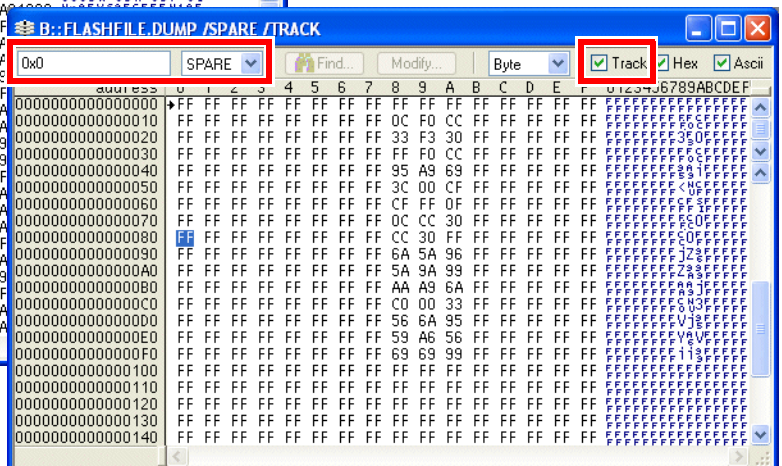 B::FLASHFILE.DUMP /SPARE /TRACK
0x0 SPARE Find... Modify... Byte Track Hex Ascii
address 0 1 2 3 4 5 6 7 8 9 A B C D E F 0123456789ABCDEF
0000000000000000 FF FF FF FF FF FF FF FF FF FF FF FF FF FF FF FF
0000000000000010 FF FF FF FF FF FF FF FF 0C F0 CC FF FF FF FF FF
0000000000000020 FF FF FF FF FF FF FF FF 33 F3 30 FF FF FF FF FF
0000000000000030 FF FF FF FF FF FF FF FF FF F0 CC FF FF FF FF FF
0000000000000040 FF FF FF FF FF FF FF FF 95 A9 69 FF FF FF FF FF
0000000000000050 FF FF FF FF FF FF FF FF 3C 00 CF FF FF FF FF FF
0000000000000060 FF FF FF FF FF FF FF FF CF FF 0F FF FF FF FF FF
0000000000000070 FF FF FF FF FF FF FF FF 0C CC 30 FF FF FF FF FF
0000000000000080 FF FF FF FF FF FF FF FF CC 30 FF FF FF FF FF FF
0000000000000090 FF FF FF FF FF FF FF FF 6A 5A 96 FF FF FF FF FF
00000000000000A0 FF FF FF FF FF FF FF FF 5A 9A 99 FF FF FF FF FF
00000000000000B0 FF FF FF FF FF FF FF FF AA A9 6A FF FF FF FF FF
00000000000000C0 FF FF FF FF FF FF FF FF C0 00 33 FF FF FF FF FF
00000000000000D0 FF FF FF FF FF FF FF FF 56 6A 95 FF FF FF FF FF
00000000000000E0 FF FF FF FF FF FF FF FF 59 A6 56 FF FF FF FF FF
00000000000000F0 FF FF FF FF FF FF FF FF 69 69 99 FF FF FF FF FF
0000000000000100 FF FF FF FF FF FF FF FF FF FF FF FF FF FF FF FF
0000000000000110 FF FF FF FF FF FF FF FF FF FF FF FF FF FF FF FF
0000000000000120 FF FF FF FF FF FF FF FF FF FF FF FF FF FF FF FF
0000000000000130 FF FF FF FF FF FF FF FF FF FF FF FF FF FF FF FF
0000000000000140 FF FF FF FF FF FF FF FF FF FF FF FF FF FF FF FF